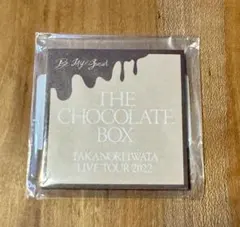 THE
CHOCOLATE
BOX
TAKANORI IWATA
LIVE TOUR 2022